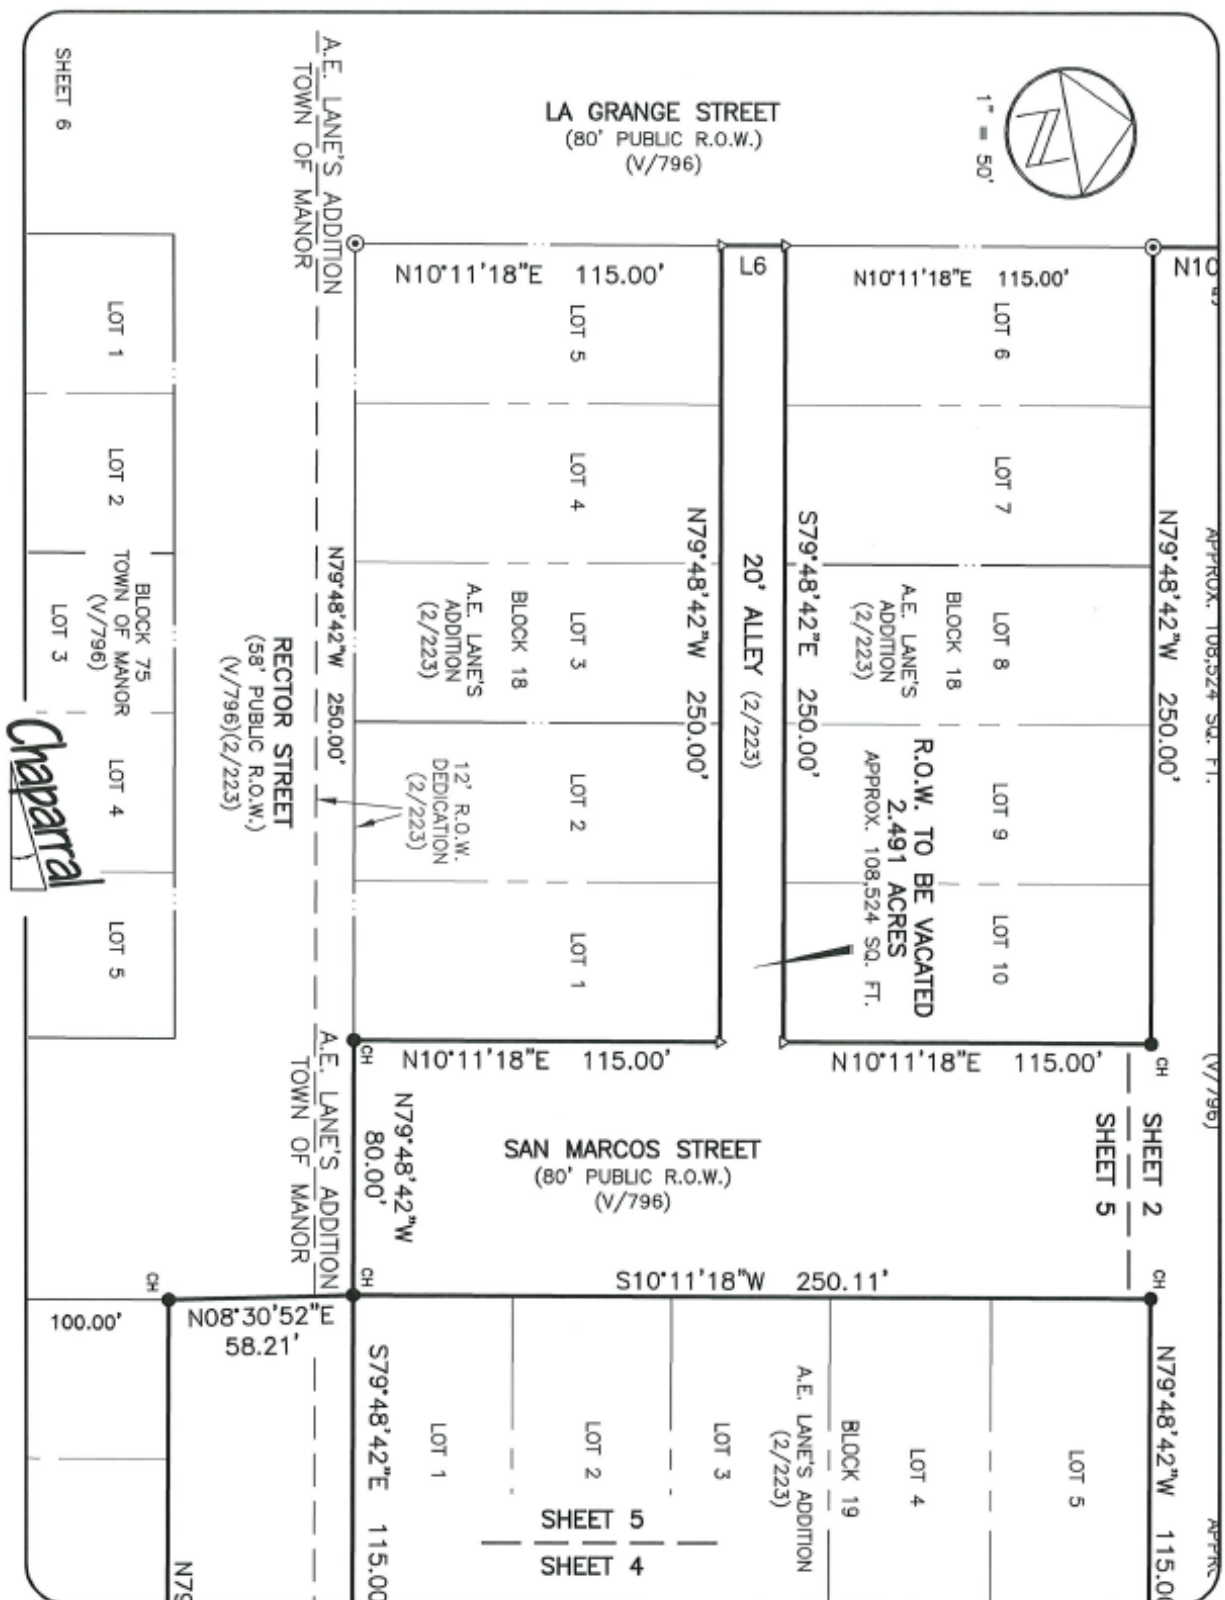 SHEET 6
A.E. LANE'S ADDITION
TOWN OF MANOR
LA GRANGE STREET
(80' PUBLIC R.O.W.)
(V/796)
1" = 50'
N
N10°11'18"E 115.00'
L6
N10°11'18"E 115.00'
N10
LOT 1
LOT 2
LOT 3
LOT 4
LOT 5
BLOCK 75
TOWN OF MANOR
(V/796)
Chaparral
RECTOR STREET
(58' PUBLIC R.O.W.)
(V/796)(2/223)
N79°48'42"W 250.00'
LOT 5
LOT 4
LOT 3
LOT 2
LOT 1
BLOCK 18
A.E. LANE'S
ADDITION
(2/223)
12' R.O.W.
DEDICATION
(2/223)
N79°48'42"W 250.00'
20' ALLEY (2/223)
S79°48'42"E 250.00'
LOT 6
LOT 7
LOT 8
LOT 9
LOT 10
BLOCK 18
A.E. LANE'S
ADDITION
(2/223)
R.O.W. TO BE VACATED
2.491 ACRES
APPROX. 108,524 SQ. FT.
N79°48'42"W 250.00'
APPROX. 108,524 SQ. FT.
(V/796)
CH
N10°11'18"E 115.00'
N10°11'18"E 115.00'
CH
A.E. LANE'S ADDITION
TOWN OF MANOR
N79°48'42"W
80.00'
SAN MARCOS STREET
(80' PUBLIC R.O.W.)
(V/796)
SHEET 2
SHEET 5
CH
CH
CH
S10°11'18"W 250.11'
100.00'
N08°30'52"E
58.21'
S79°48'42"E 115.00
LOT 1
LOT 2
LOT 3
A.E. LANE'S ADDITION
(2/223)
BLOCK 19
LOT 4
LOT 5
N79°48'42"W 115.0
SHEET 5
SHEET 4
N79